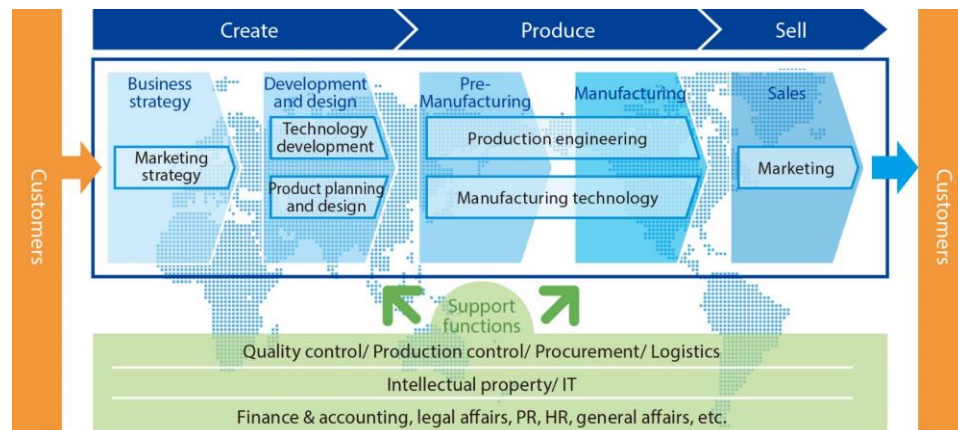 Create
Produce
Sell
Customers
Business
strategy
Marketing
strategy
Development
and design
Technology
development
Product planning
and design
Pre-
Manufacturing
Manufacturing
Production engineering
Manufacturing technology
Sales
Marketing
Customers
Support
functions
Quality control/ Production control/ Procurement/ Logistics
Intellectual property/ IT
Finance & accounting, legal affairs, PR, HR, general affairs, etc.